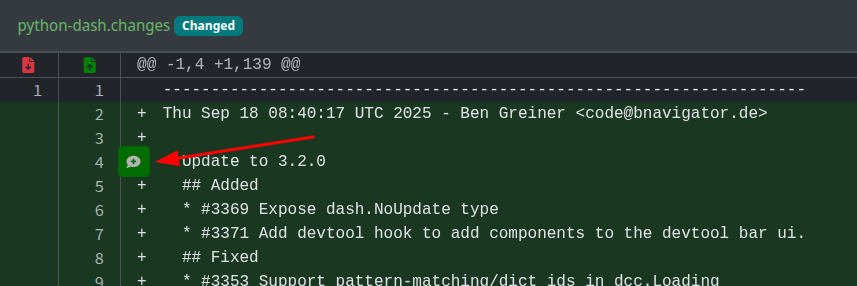 python-dash.changes Changed
@@ -1,4 +1,139 @@
1 1 -------------------------------------------------------------------
2 + Thu Sep 18 08:40:17 UTC 2025 - Ben Greiner <code@bnavigator.de>
3 +
4 Update to 3.2.0
5 + ## Added
6 + * #3369 Expose dash.NoUpdate type
7 + * #3371 Add devtool hook to add components to the devtool bar ui.
8 + ## Fixed
9 + * #3353 Support pattern-matching/dict ids in dcc.Loading